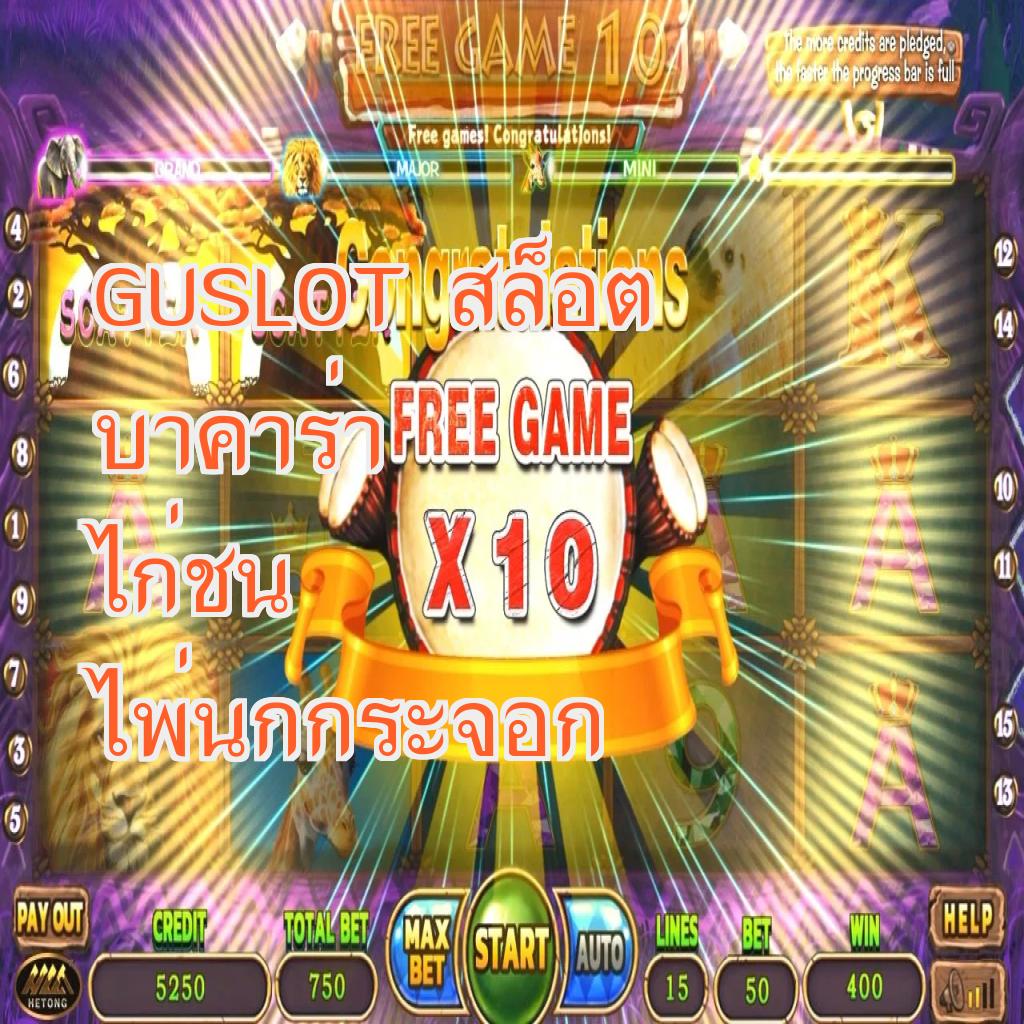 FREE GAME 10
The more credits are pledged,
the faster the progress bar is full
Free games! Congratulations!
GRAND
MAJOR
MINI
Congratulations
K
GUSLOT สล็อต
บาคาร่า
FREE GAME
X10
ไก่ชน
ไพ่นกกระจอก
4
2
6
8
1
9
7
3
5
12
14
10
11
15
13
A
A
A
A
PAY OUT
CREDIT
TOTAL BET
MAX BET
START
AUTO
LINES
BET
WIN
HELP
HETONG
5250
750
15
50
400